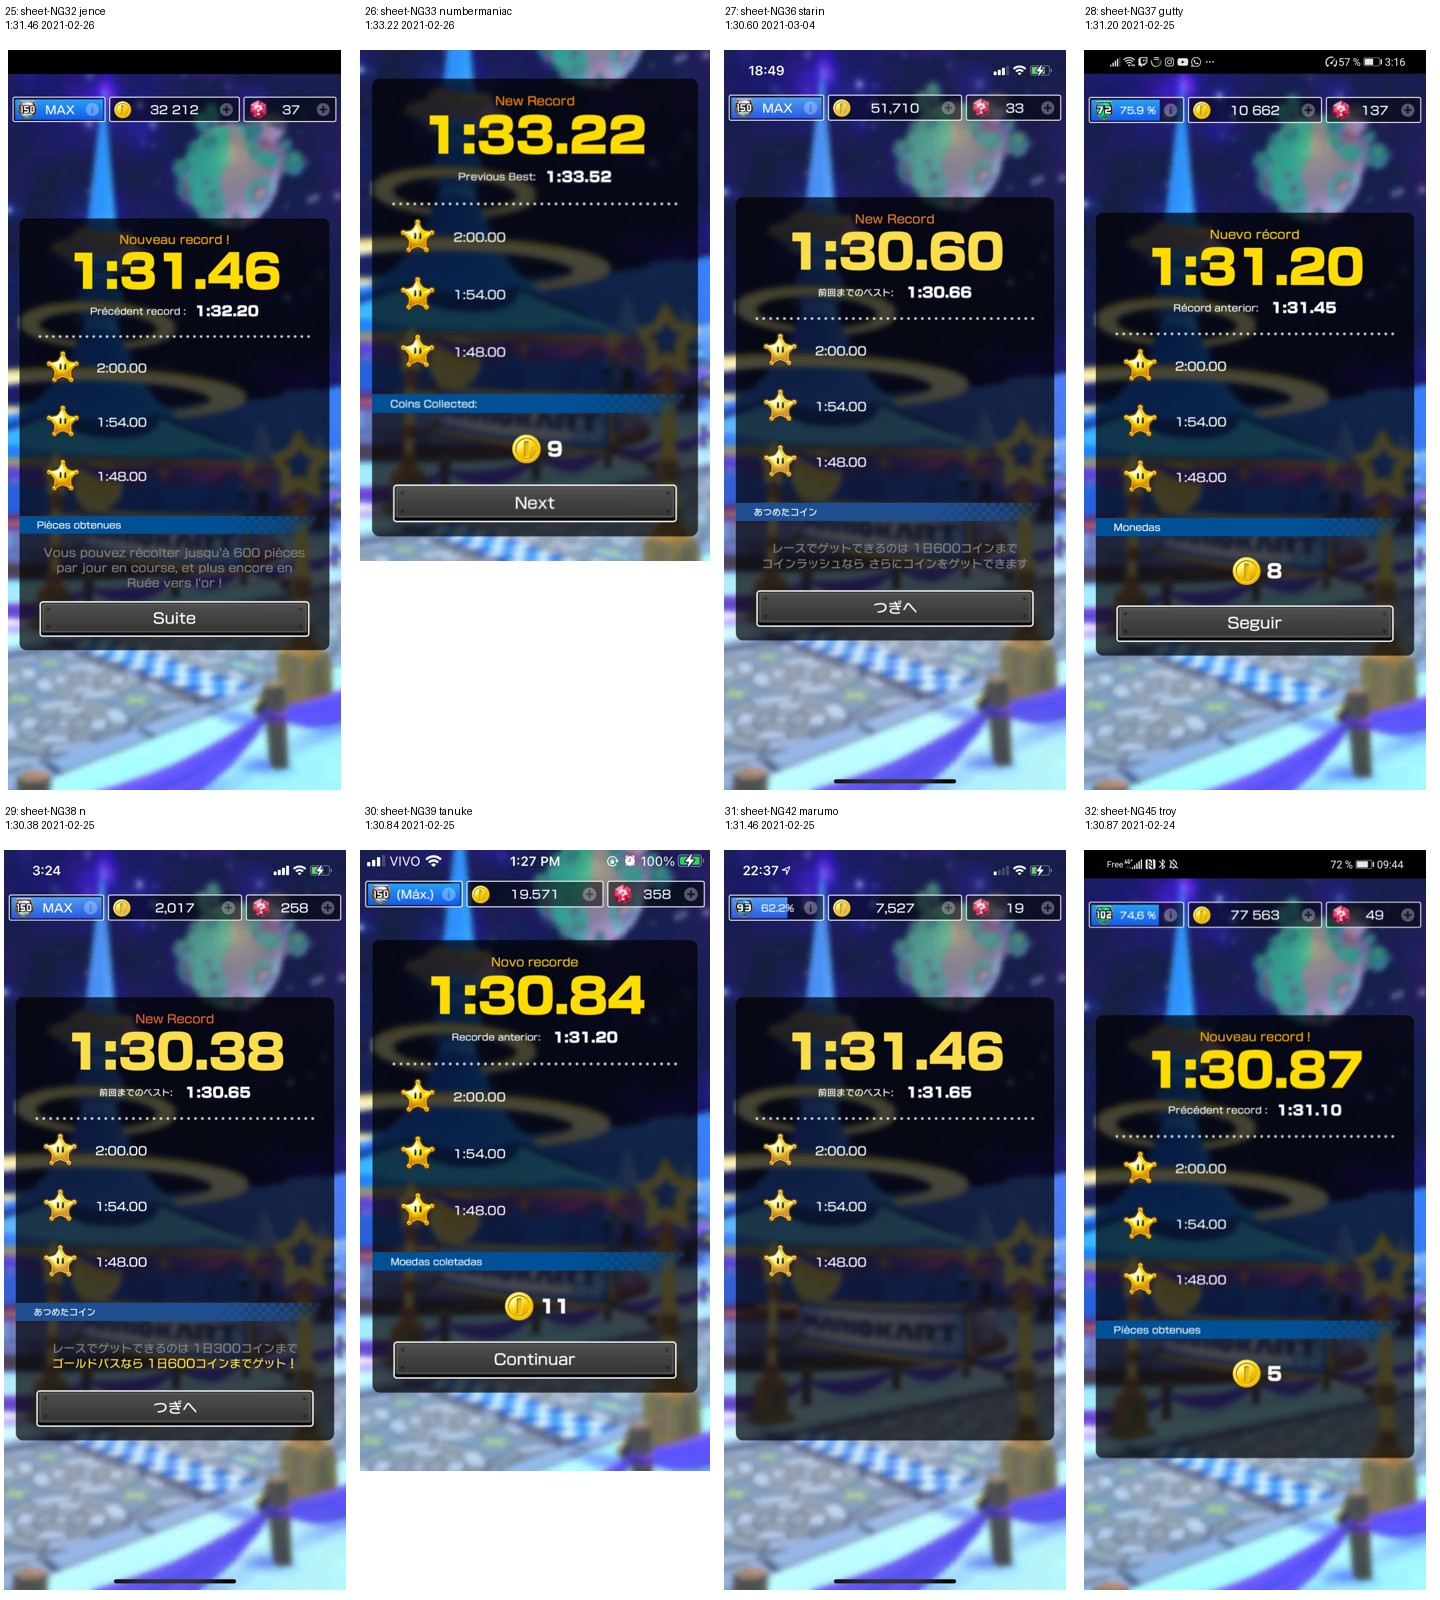 25: sheet-NG32 jence
1:31.46 2021-02-26
150 MAX 32 212 37
Nouveau record !
1:31.46
Précédent record : 1:32.20
2:00.00
1:54.00
1:48.00
Pièces obtenues
Vous pouvez récolter jusqu'à 600 pièces
par jour en course, et plus encore en
Ruée vers l'or !
Suite
26: sheet-NG33 numbermaniac
1:33.22 2021-02-26
New Record
1:33.22
Previous Best: 1:33.52
2:00.00
1:54.00
1:48.00
Coins Collected:
9
Next
27: sheet-NG36 starin
1:30.60 2021-03-04
18:49
150 MAX 51,710 33
New Record
1:30.60
前回までのベスト: 1:30.66
2:00.00
1:54.00
1:48.00
あつめたコイン
レースでゲットできるのは 1日600コインまで
コインラッシュなら さらにコインをゲットできます
つぎへ
28: sheet-NG37 gutty
1:31.20 2021-02-25
57 % 3:16
72 75.9 % 10 662 137
Nuevo récord
1:31.20
Récord anterior: 1:31.45
2:00.00
1:54.00
1:48.00
Monedas
8
Seguir
29: sheet-NG38 n
1:30.38 2021-02-25
3:24
150 MAX 2,017 258
New Record
1:30.38
前回までのベスト: 1:30.65
2:00.00
1:54.00
1:48.00
あつめたコイン
レースでゲットできるのは 1日300コインまで
ゴールドパスなら 1日600コインまでゲット！
つぎへ
30: sheet-NG39 tanuke
1:30.84 2021-02-25
VIVO 1:27 PM 100%
150 (Máx.) 19.571 358
Novo recorde
1:30.84
Recorde anterior: 1:31.20
2:00.00
1:54.00
1:48.00
Moedas coletadas
11
Continuar
31: sheet-NG42 marumo
1:31.46 2021-02-25
22:37
93 62.2% 7,527 19
1:31.46
前回までのベスト: 1:31.65
2:00.00
1:54.00
1:48.00
MARIOKART
32: sheet-NG45 troy
1:30.87 2021-02-24
Free 72 % 09:44
102 74,6 % 77 563 49
Nouveau record !
1:30.87
Précédent record : 1:31.10
2:00.00
1:54.00
1:48.00
Pièces obtenues
5